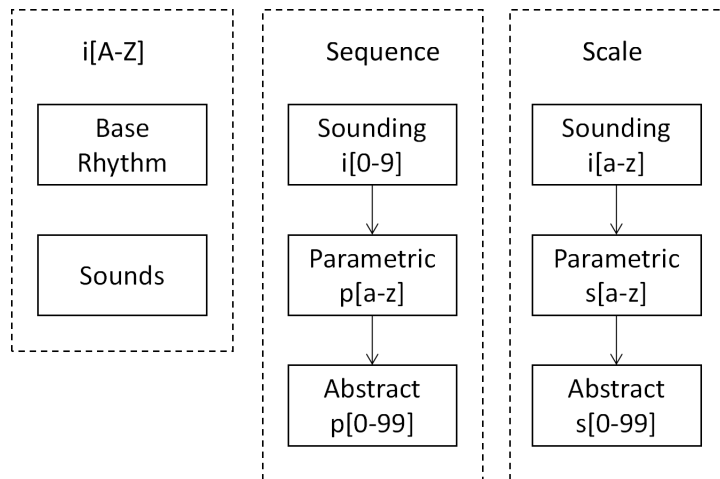 i[A-Z]
Base
Rhythm
Sounds
Sequence
Sounding
i[0-9]
Parametric
p[a-z]
Abstract
p[0-99]
Scale
Sounding
i[a-z]
Parametric
s[a-z]
Abstract
s[0-99]